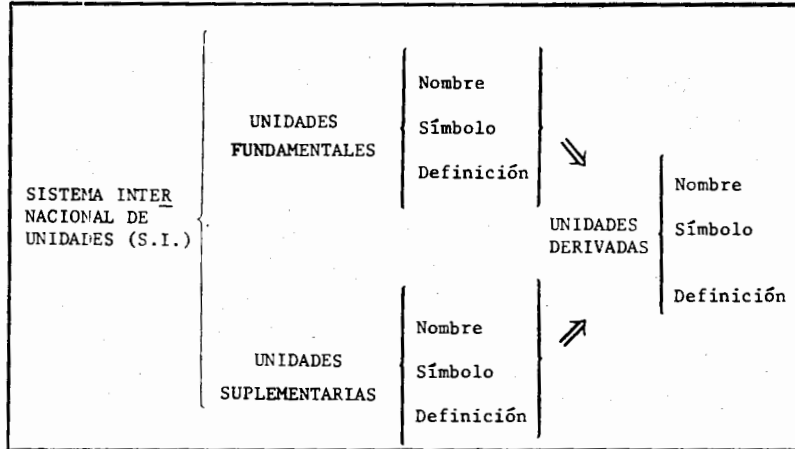 SISTEMA INTER
NACIONAL DE
UNIDADES (S.I.)
UNIDADES
FUNDAMENTALES
Nombre
Símbolo
Definición
UNIDADES
SUPLEMENTARIAS
Nombre
Símbolo
Definición
UNIDADES
DERIVADAS
Nombre
Símbolo
Definición